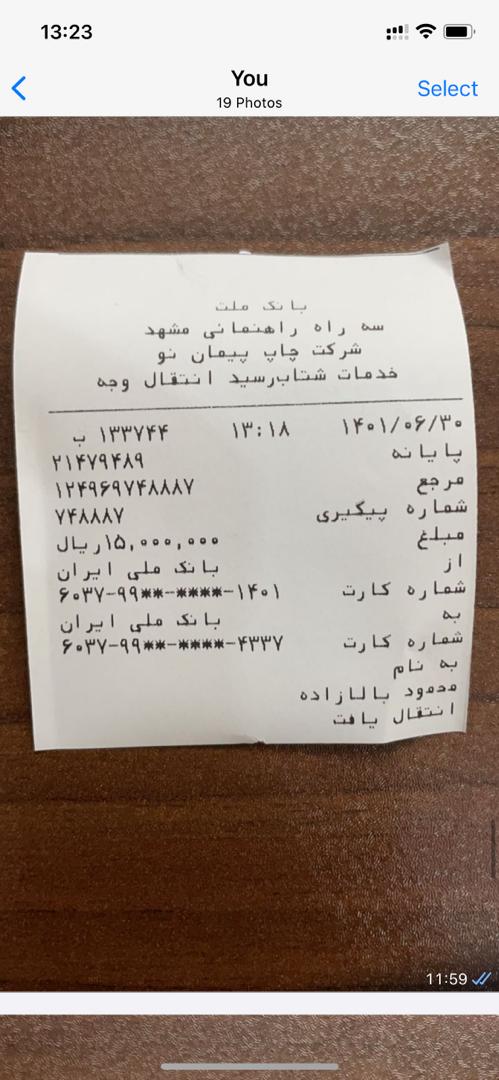 13:23
You
19 Photos
Select
بانک ملت
سه راه راهنمائی مشهد
شرکت چاپ پیمان نو
خدمات شتاب‌رسید انتقال وجه
۱۴۰۱/۰۶/۳۰ ۱۳:۱۸ ۱۳۳۷۴۴ ب
پایانه ۲۱۴۷۹۴۸۹
مرجع ۱۲۴۹۶۹۷۴۸۸۸۷
شماره پیگیری ۷۴۸۸۸۷
مبلغ ۱۵,۰۰۰,۰۰۰ریال
از بانک ملی ایران
شماره کارت ۶۰۳۷-۹۹**-****-۱۴۰۱
به بانک ملی ایران
شماره کارت ۶۰۳۷-۹۹**-****-۴۳۳۷
به نام
محمود بالازاده
انتقال یافت
11:59